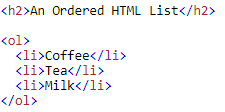 <h2>An Ordered HTML List</h2>

<ol>
  <li>Coffee</li>
  <li>Tea</li>
  <li>Milk</li>
</ol>